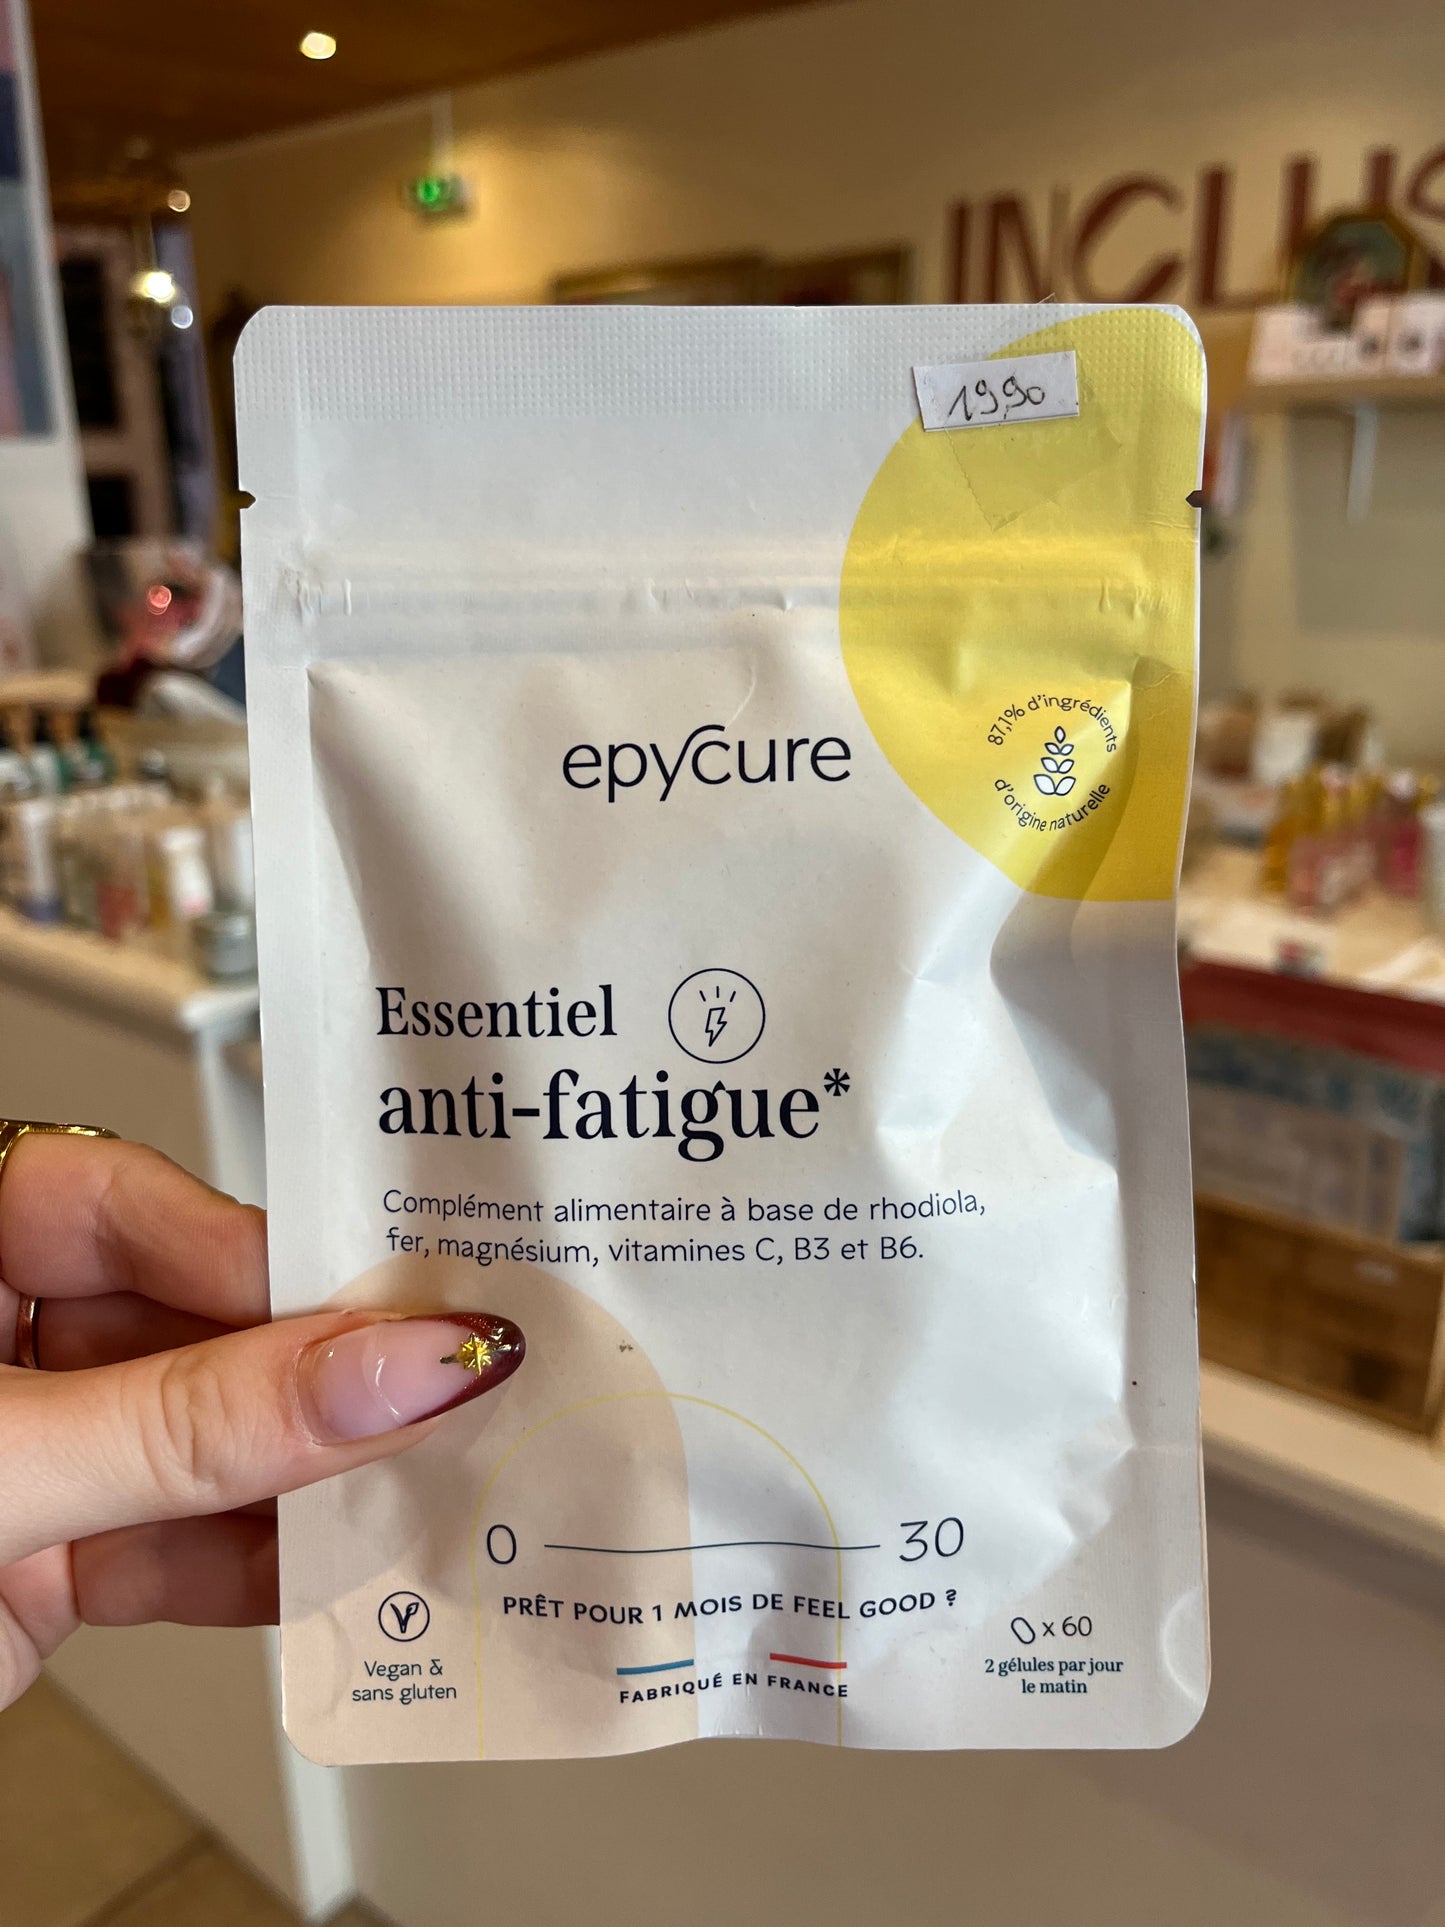 INCLUS
19,90
epycure
87,1% d'ingrédients
d'origine naturelle
Essentiel
anti-fatigue*
Complément alimentaire à base de rhodiola,
fer, magnésium, vitamines C, B3 et B6.
0
30
PRÊT POUR 1 MOIS DE FEEL GOOD ?
Vegan &
sans gluten
FABRIQUÉ EN FRANCE
x 60
2 gélules par jour
le matin